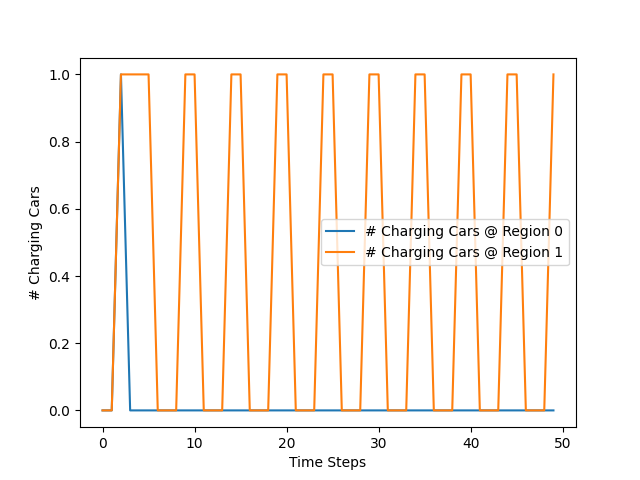 1.0
0.8
0.6
0.4
0.2
0.0
# Charging Cars
# Charging Cars @ Region 0
# Charging Cars @ Region 1
0 10 20 30 40 50
Time Steps